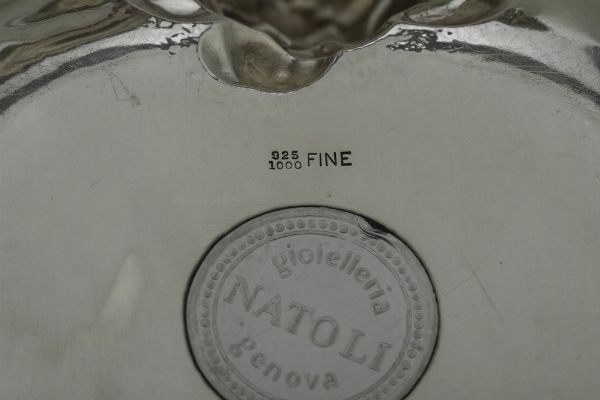 925
1000 FINE
gioielleria
NATOLI
genova